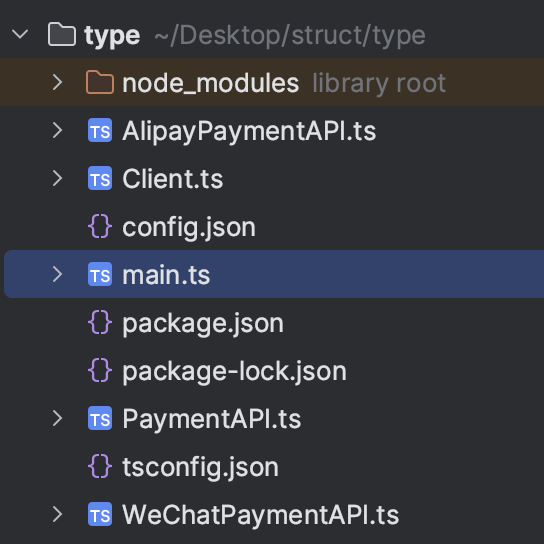 type ~/Desktop/struct/type
node_modules library root
TS AlipayPaymentAPI.ts
TS Client.ts
{} config.json
TS main.ts
{} package.json
{} package-lock.json
TS PaymentAPI.ts
{} tsconfig.json
TS WeChatPaymentAPI.ts